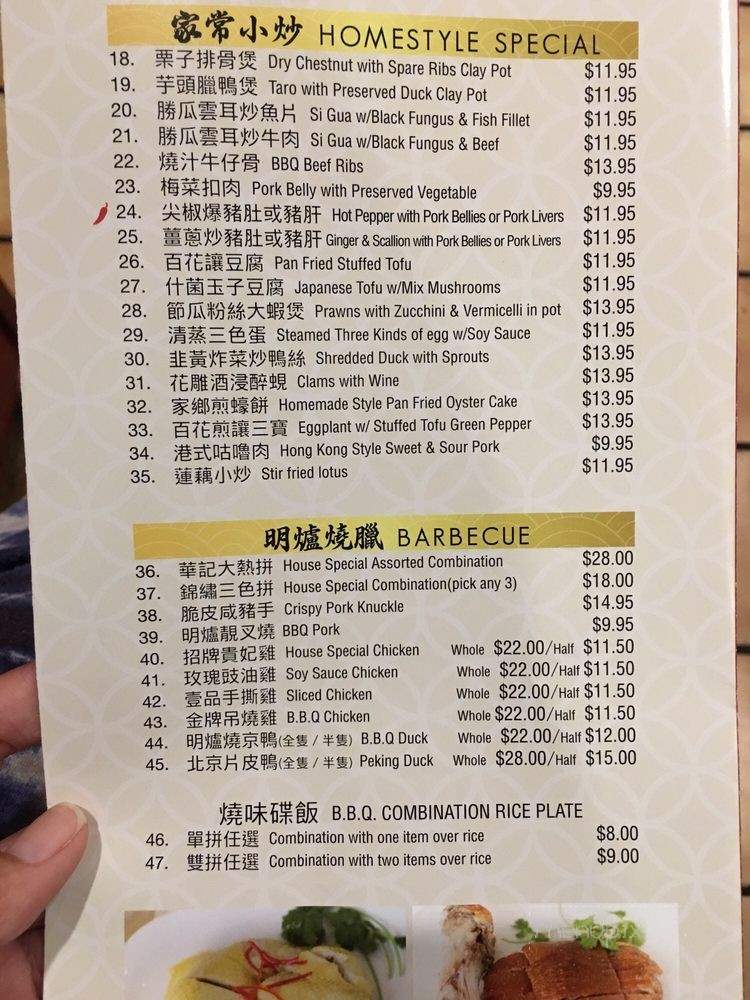 家常小炒 HOMESTYLE SPECIAL
18. 栗子排骨煲 Dry Chestnut with Spare Ribs Clay Pot $11.95
19. 芋頭臘鴨煲 Taro with Preserved Duck Clay Pot $11.95
20. 勝瓜雲耳炒魚片 Si Gua w/Black Fungus & Fish Fillet $11.95
21. 勝瓜雲耳炒牛肉 Si Gua w/Black Fungus & Beef $11.95
22. 燒汁牛仔骨 BBQ Beef Ribs $13.95
23. 梅菜扣肉 Pork Belly with Preserved Vegetable $9.95
24. 尖椒爆豬肚或豬肝 Hot Pepper with Pork Bellies or Pork Livers $11.95
25. 薑蔥炒豬肚或豬肝 Ginger & Scallion with Pork Bellies or Pork Livers $11.95
26. 百花讓豆腐 Pan Fried Stuffed Tofu $11.95
27. 什菌玉子豆腐 Japanese Tofu w/Mix Mushrooms $11.95
28. 節瓜粉絲大蝦煲 Prawns with Zucchini & Vermicelli in pot $13.95
29. 清蒸三色蛋 Steamed Three Kinds of egg w/Soy Sauce $11.95
30. 韭黃炸菜炒鴨絲 Shredded Duck with Sprouts $13.95
31. 花雕酒浸醉蜆 Clams with Wine $13.95
32. 家鄉煎蠔餅 Homemade Style Pan Fried Oyster Cake $13.95
33. 百花煎讓三寶 Eggplant w/ Stuffed Tofu Green Pepper $13.95
34. 港式咕嚕肉 Hong Kong Style Sweet & Sour Pork $9.95
35. 蓮藕小炒 Stir fried lotus $11.95
明爐燒臘 BARBECUE
36. 華記大熱拼 House Special Assorted Combination $28.00
37. 錦繡三色拼 House Special Combination(pick any 3) $18.00
38. 脆皮咸豬手 Crispy Pork Knuckle $14.95
39. 明爐靚叉燒 BBQ Pork $9.95
40. 招牌貴妃雞 House Special Chicken Whole $22.00/Half $11.50
41. 玫瑰豉油雞 Soy Sauce Chicken Whole $22.00/Half $11.50
42. 壹品手撕雞 Sliced Chicken Whole $22.00/Half $11.50
43. 金牌吊燒雞 B.B.Q Chicken Whole $22.00/Half $11.50
44. 明爐燒京鴨(全隻 / 半隻) B.B.Q Duck Whole $22.00/Half $12.00
45. 北京片皮鴨(全隻 / 半隻) Peking Duck Whole $28.00/Half $15.00
燒味碟飯 B.B.Q. COMBINATION RICE PLATE
46. 單拼任選 Combination with one item over rice $8.00
47. 雙拼任選 Combination with two items over rice $9.00